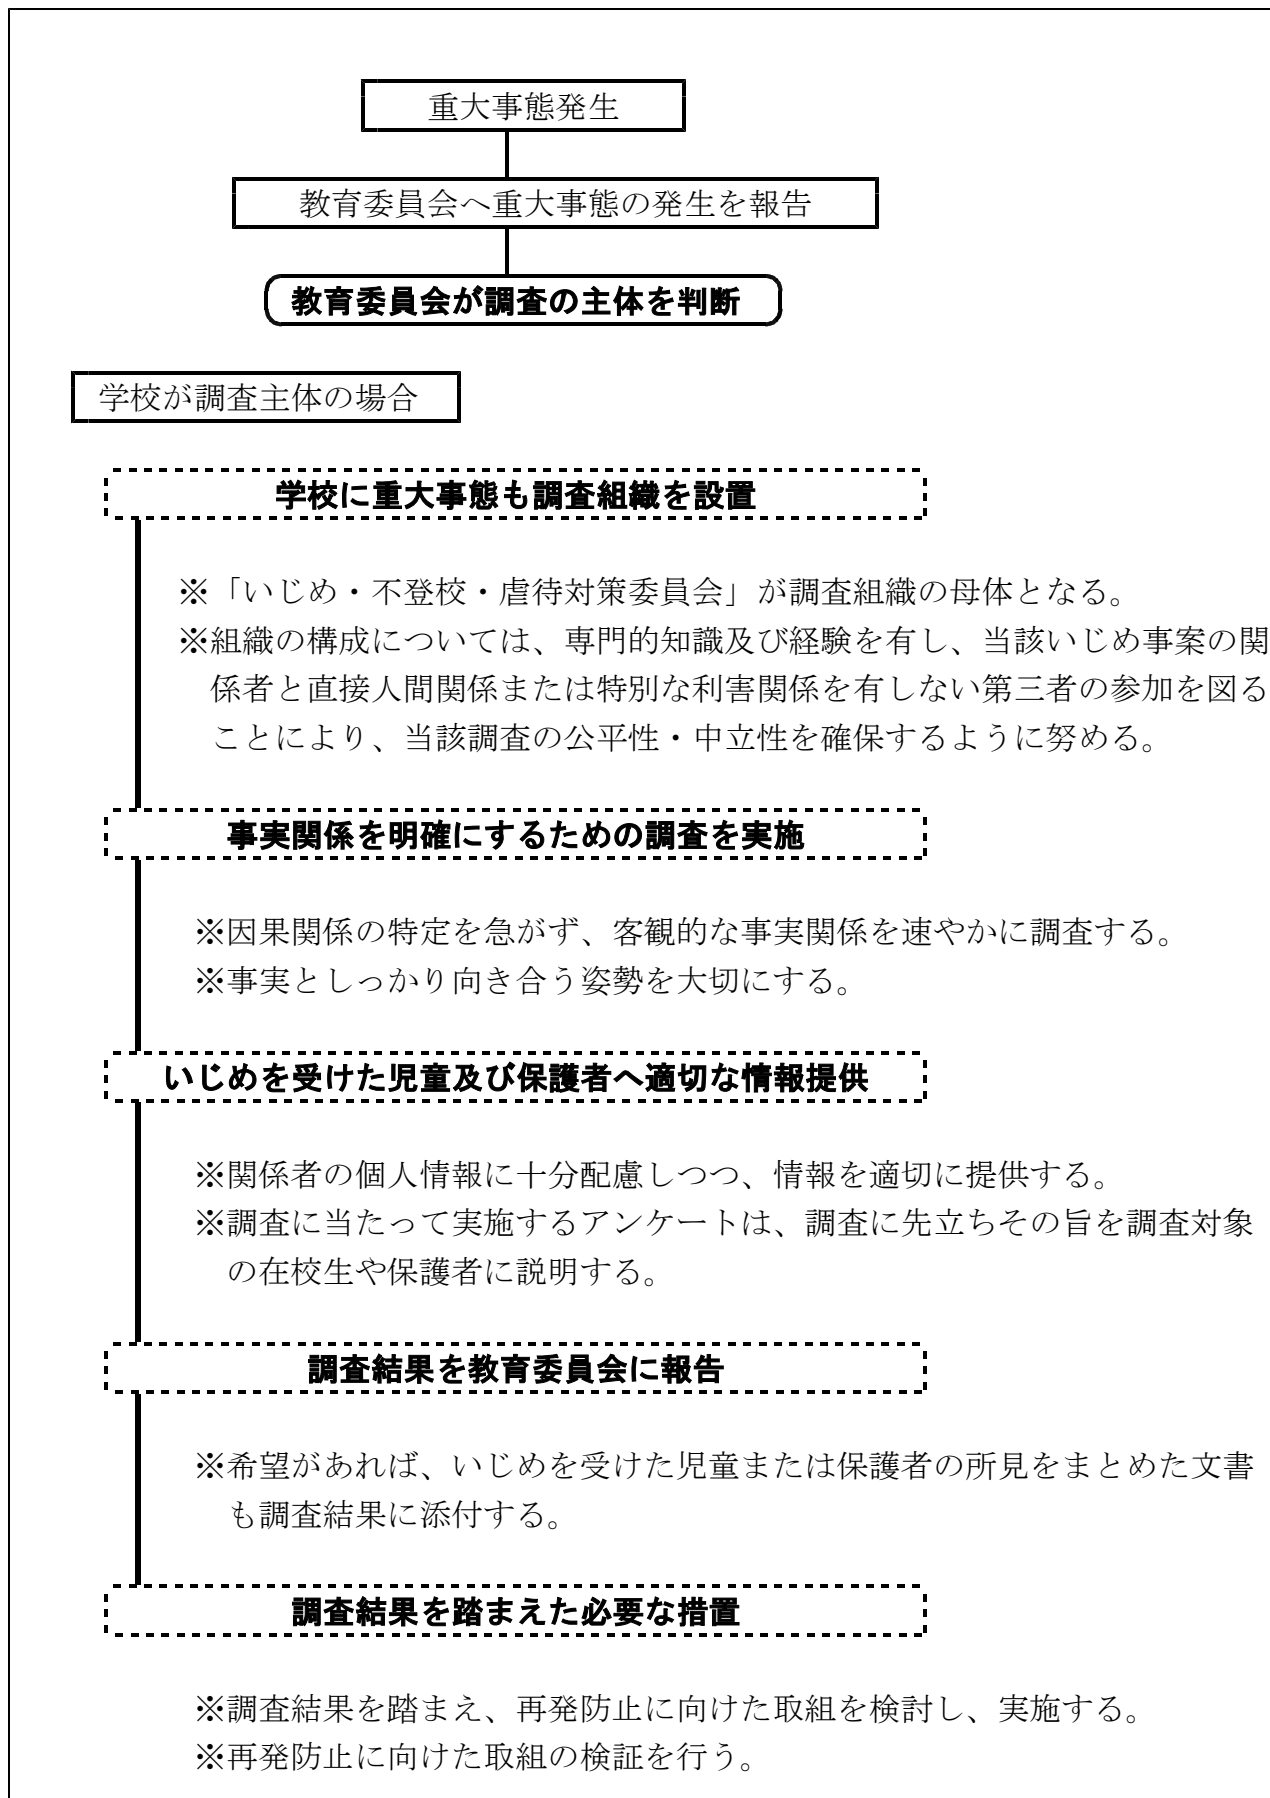 重大事態発生
教育委員会へ重大事態の発生を報告
教育委員会が調査の主体を判断
学校が調査主体の場合
学校に重大事態も調査組織を設置
※「いじめ・不登校・虐待対策委員会」が調査組織の母体となる。
※組織の構成については、専門的知識及び経験を有し、当該いじめ事案の関
係者と直接人間関係または特別な利害関係を有しない第三者の参加を図る
ことにより、当該調査の公平性・中立性を確保するように努める。
事実関係を明確にするための調査を実施
※因果関係の特定を急がず、客観的な事実関係を速やかに調査する。
※事実としっかり向き合う姿勢を大切にする。
いじめを受けた児童及び保護者へ適切な情報提供
※関係者の個人情報に十分配慮しつつ、情報を適切に提供する。
※調査に当たって実施するアンケートは、調査に先立ちその旨を調査対象
の在校生や保護者に説明する。
調査結果を教育委員会に報告
※希望があれば、いじめを受けた児童または保護者の所見をまとめた文書
も調査結果に添付する。
調査結果を踏まえた必要な措置
※調査結果を踏まえ、再発防止に向けた取組を検討し、実施する。
※再発防止に向けた取組の検証を行う。